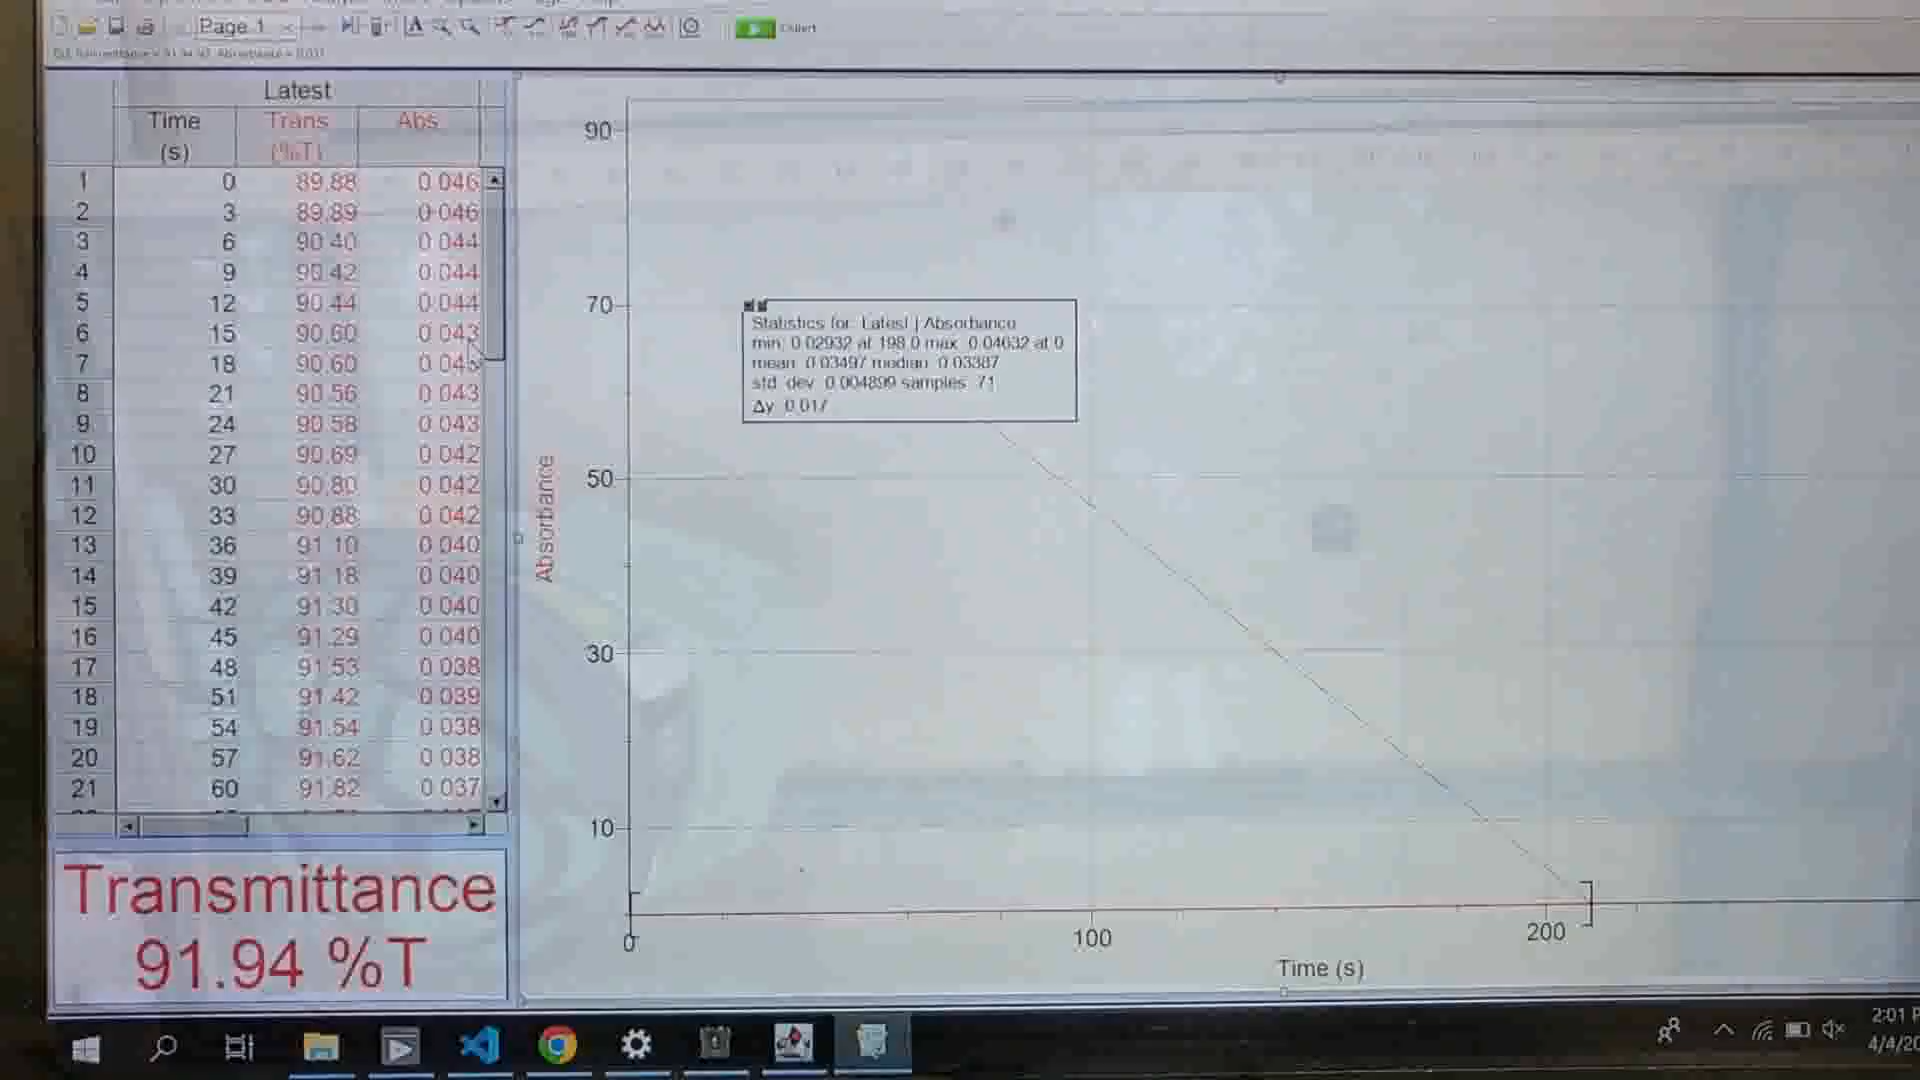 Page 1
Latest
Time Trans Abs
(s) (%T)
1 0 89.88 0.046
2 3 89.89 0.046
3 6 90.40 0.044
4 9 90.42 0.044
5 12 90.44 0.044
6 15 90.60 0.043
7 18 90.60 0.043
8 21 90.56 0.043
9 24 90.58 0.043
10 27 90.69 0.042
11 30 90.80 0.042
12 33 90.88 0.042
13 36 91.10 0.040
14 39 91.18 0.040
15 42 91.30 0.040
16 45 91.29 0.040
17 48 91.53 0.038
18 51 91.42 0.039
19 54 91.54 0.038
20 57 91.62 0.038
21 60 91.82 0.037
Transmittance
91.94 %T
90
70
50
30
10
Absorbance
Statistics for: Latest | Absorbance
min: 0.02932 at 198.0 max: 0.04632 at 0
mean: 0.03497 median: 0.03387
std. dev: 0.004899 samples: 71
Δy: 0.017
0 100 200
Time (s)
2:01 P
4/4/20